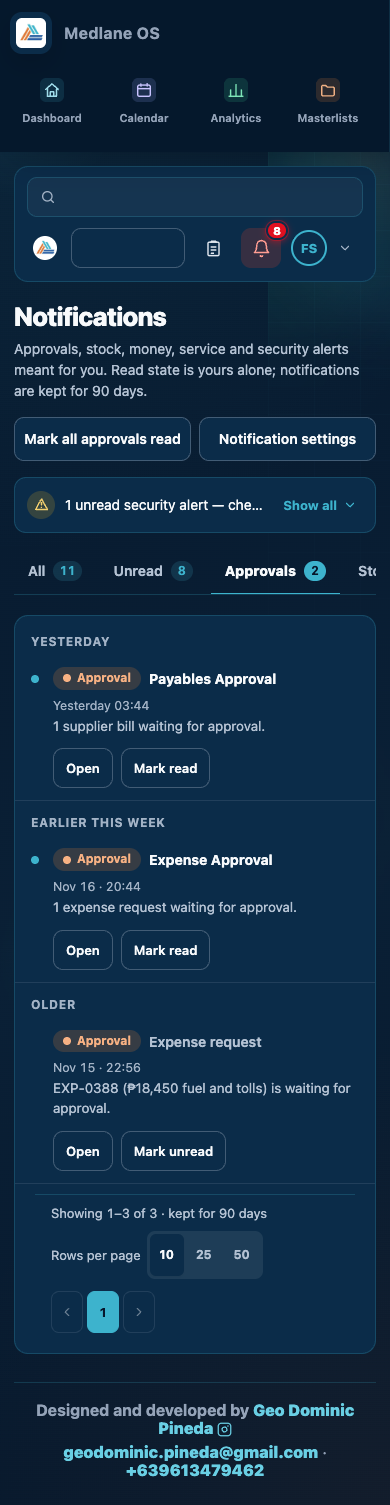 Medlane OS
Dashboard
Calendar
Analytics
Masterlists
8
FS
Notifications
Approvals, stock, money, service and security alerts
meant for you. Read state is yours alone; notifications
are kept for 90 days.
Mark all approvals read
Notification settings
1 unread security alert — che...
Show all
All 11
Unread 8
Approvals 2
Sto
YESTERDAY
Approval Payables Approval
Yesterday 03:44
1 supplier bill waiting for approval.
Open
Mark read
EARLIER THIS WEEK
Approval Expense Approval
Nov 16 · 20:44
1 expense request waiting for approval.
Open
Mark read
OLDER
Approval Expense request
Nov 15 · 22:56
EXP-0388 (₱18,450 fuel and tolls) is waiting for
approval.
Open
Mark unread
Showing 1–3 of 3 · kept for 90 days
Rows per page 10 25 50
1
Designed and developed by Geo Dominic
Pineda
geodominic.pineda@gmail.com ·
+639613479462